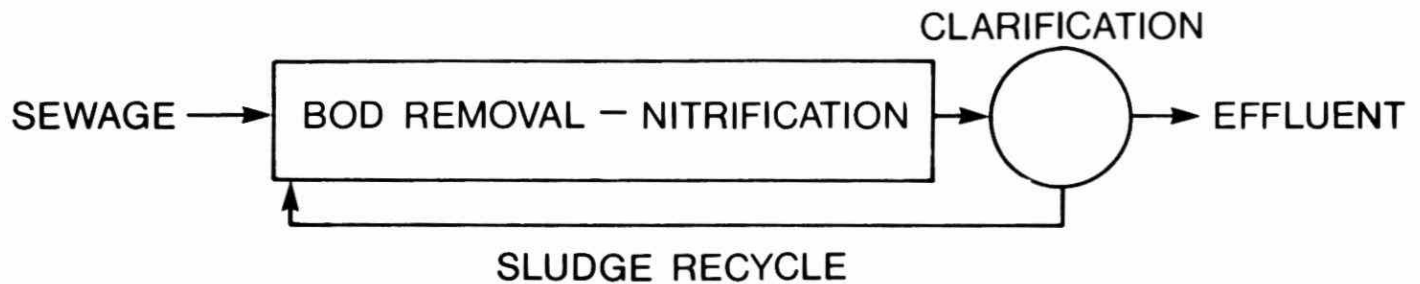 CLARIFICATION
SEWAGE
BOD REMOVAL – NITRIFICATION
EFFLUENT
SLUDGE RECYCLE